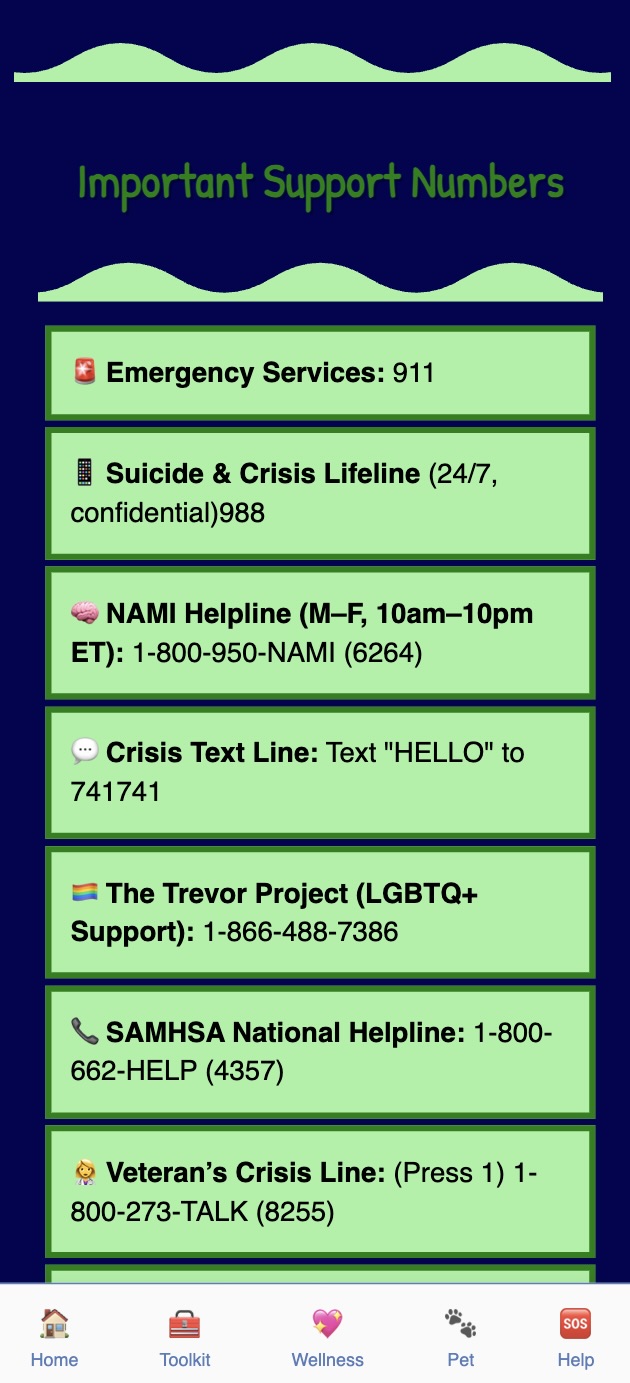 Important Support Numbers
🚨 Emergency Services: 911
📱 Suicide & Crisis Lifeline (24/7,
confidential)988
🧠 NAMI Helpline (M–F, 10am–10pm
ET): 1-800-950-NAMI (6264)
💬 Crisis Text Line: Text "HELLO" to
741741
🏳️‍🌈 The Trevor Project (LGBTQ+
Support): 1-866-488-7386
📞 SAMHSA National Helpline: 1-800-
662-HELP (4357)
👩‍⚕️ Veteran’s Crisis Line: (Press 1) 1-
800-273-TALK (8255)
Home Toolkit Wellness Pet SOS Help